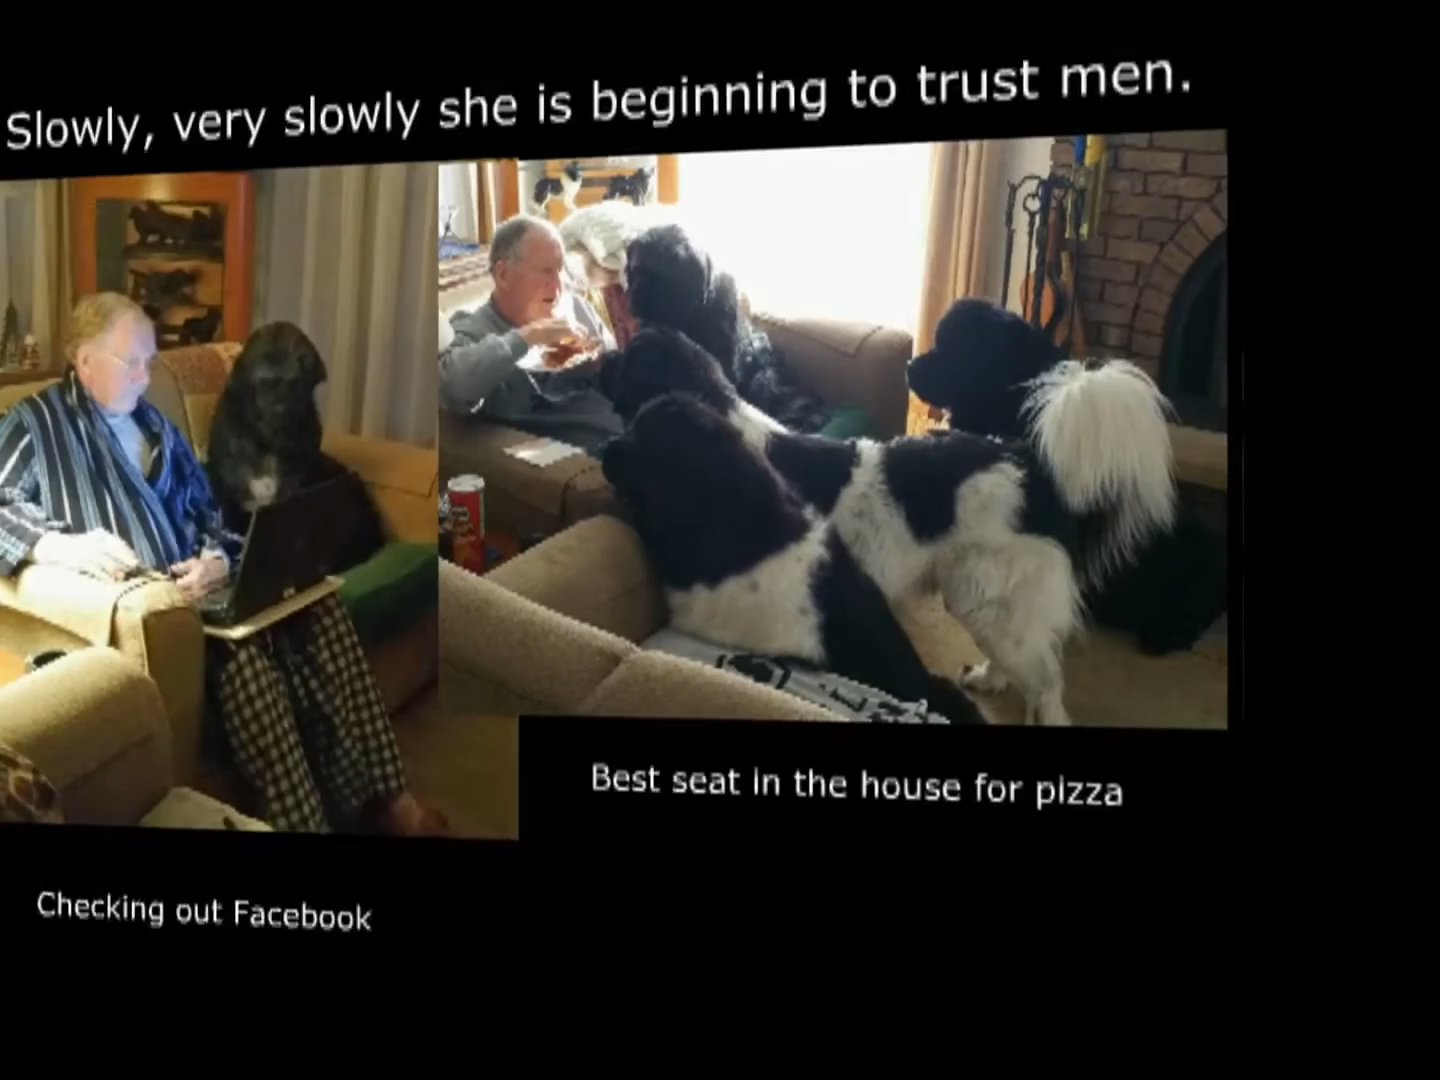 Slowly, very slowly she is beginning to trust men.
Best seat in the house for pizza
Checking out Facebook